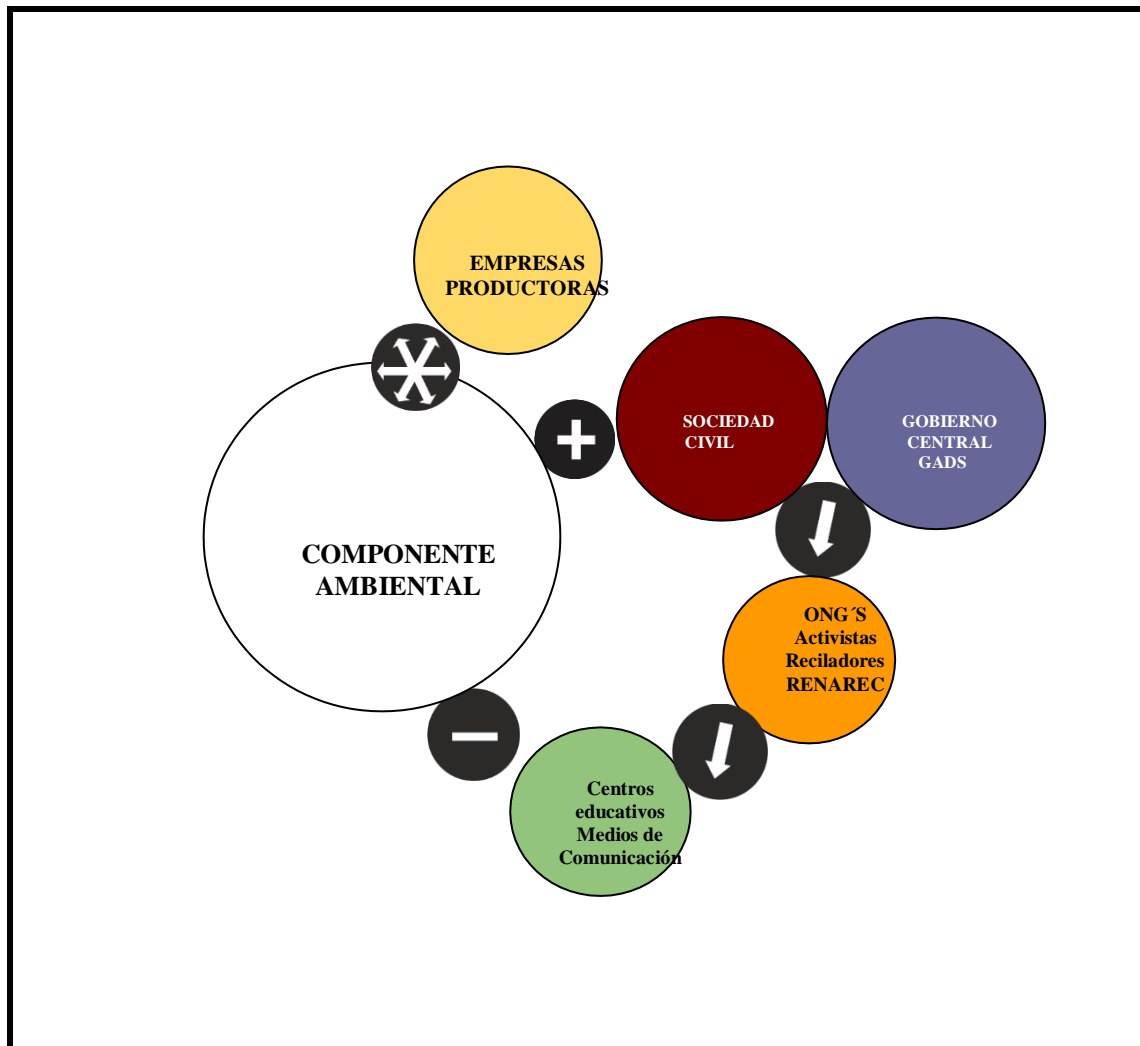 EMPRESAS
PRODUCTORAS
SOCIEDAD
CIVIL
GOBIERNO
CENTRAL
GADS
COMPONENTE
AMBIENTAL
ONG´S
Activistas
Reciladores
RENAREC
Centros
educativos
Medios de
Comunicación